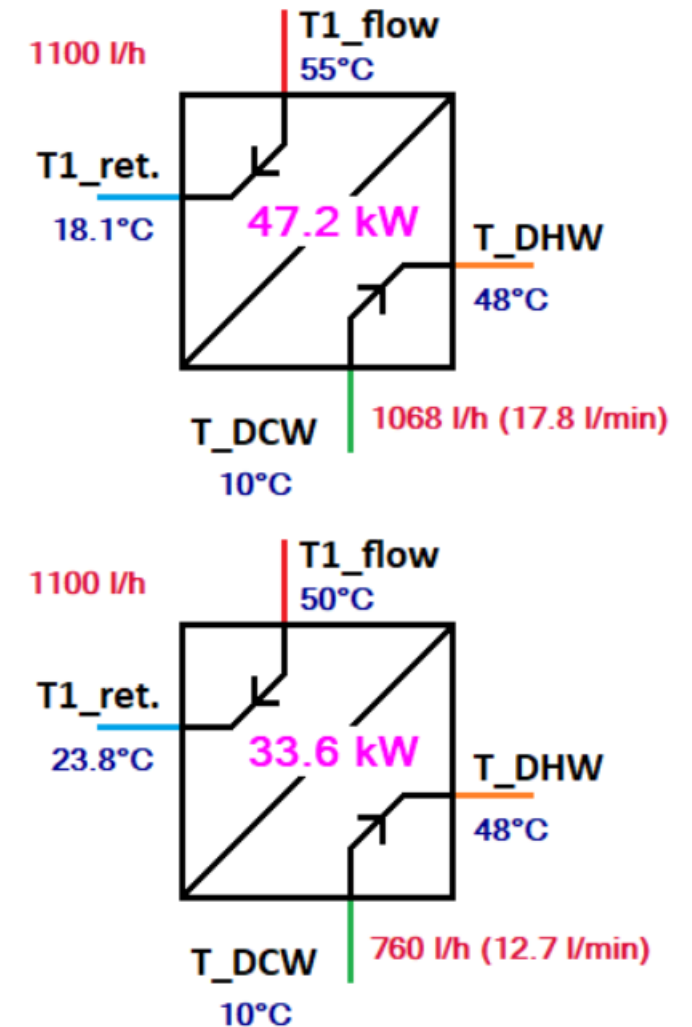 T1_flow
1100 l/h
55°C
T1_ret.
18.1°C
47.2 kW
T_DHW
48°C
1068 l/h (17.8 l/min)
T_DCW
10°C
T1_flow
1100 l/h
50°C
T1_ret.
23.8°C
33.6 kW
T_DHW
48°C
760 l/h (12.7 l/min)
T_DCW
10°C